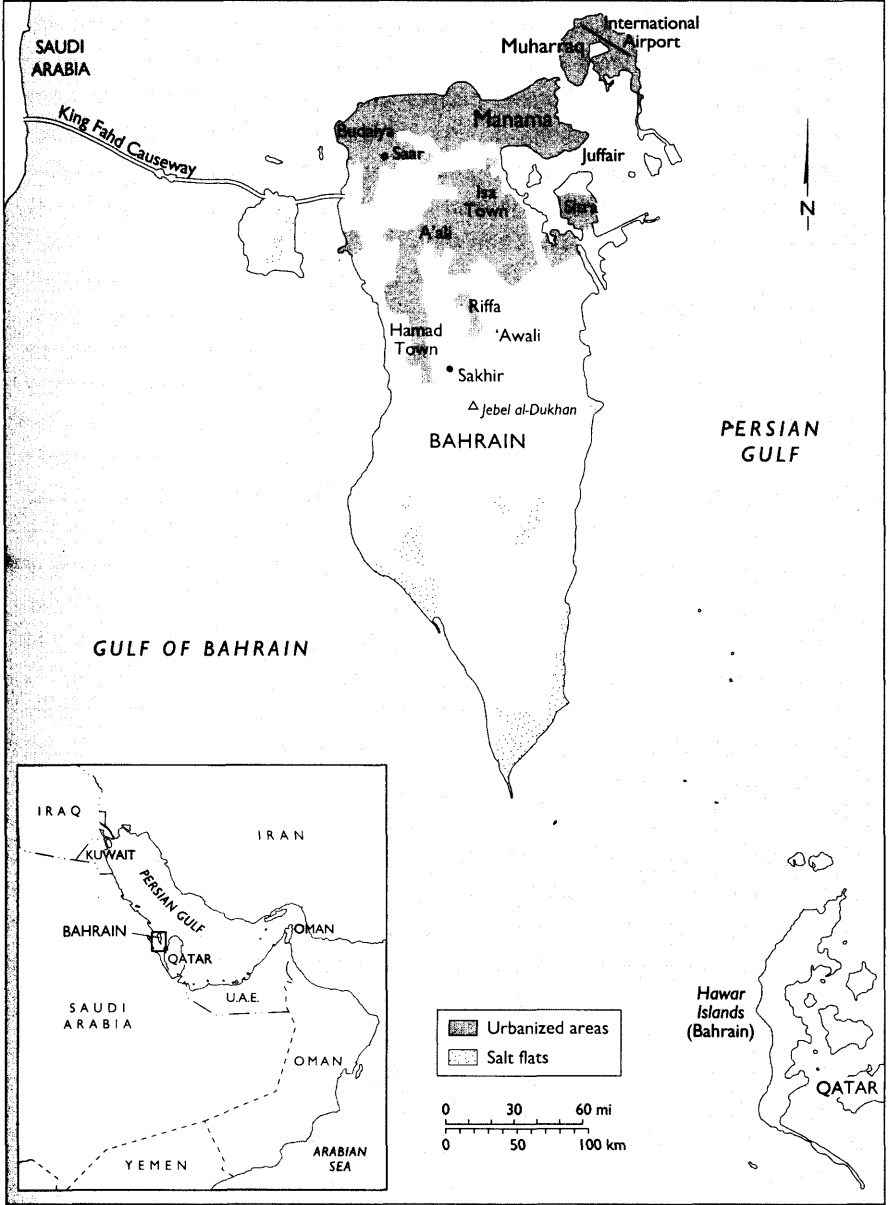 International
Airport
Muharraq
SAUDI
ARABIA
King Fahd Causeway
Budaiya
Manama
Saar
Juffair
Isa
Town
Sitra
N
A'ali
Riffa
Hamad
Town
'Awali
Sakhir
Jebel al-Dukhan
BAHRAIN
PERSIAN
GULF
GULF OF BAHRAIN
IRAQ
IRAN
KUWAIT
PERSIAN GULF
BAHRAIN
OMAN
QATAR
U.A.E.
SAUDI
ARABIA
OMAN
YEMEN
ARABIAN
SEA
Urbanized areas
Salt flats
0 30 60 mi
0 50 100 km
Hawar
Islands
(Bahrain)
QATAR